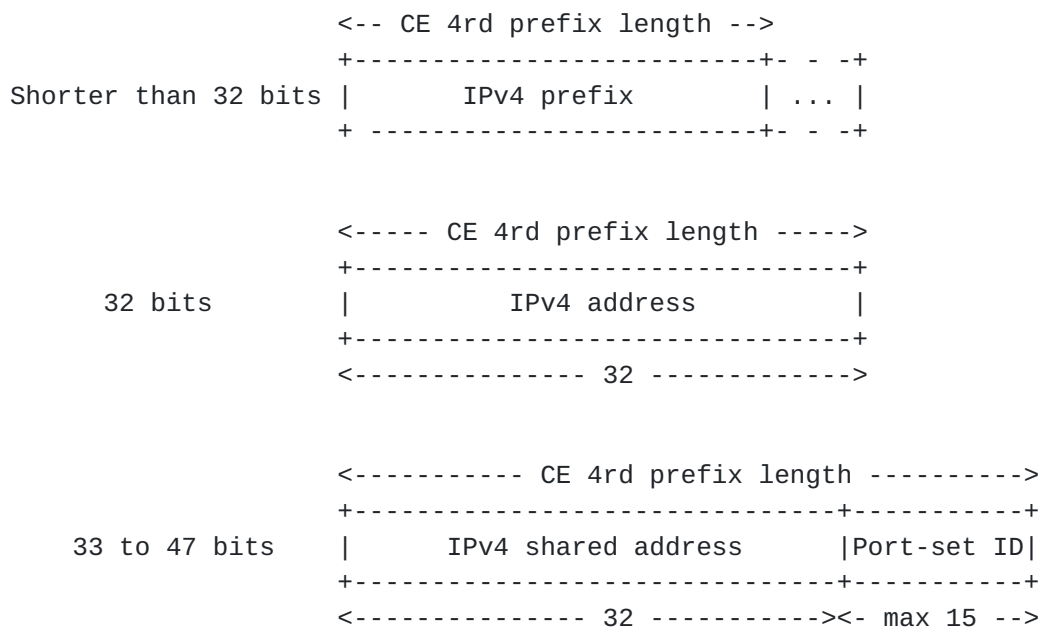 <-- CE 4rd prefix length -->
+--------------------------+- - -+
Shorter than 32 bits | IPv4 prefix | ... |
+ -------------------------+- - -+
<----- CE 4rd prefix length ----->
+--------------------------------+
32 bits | IPv4 address |
+--------------------------------+
<--------------- 32 ------------->
<----------- CE 4rd prefix length ---------->
+-------------------------------+-----------+
33 to 47 bits | IPv4 shared address |Port-set ID|
+-------------------------------+-----------+
<--------------- 32 -----------><- max 15 -->